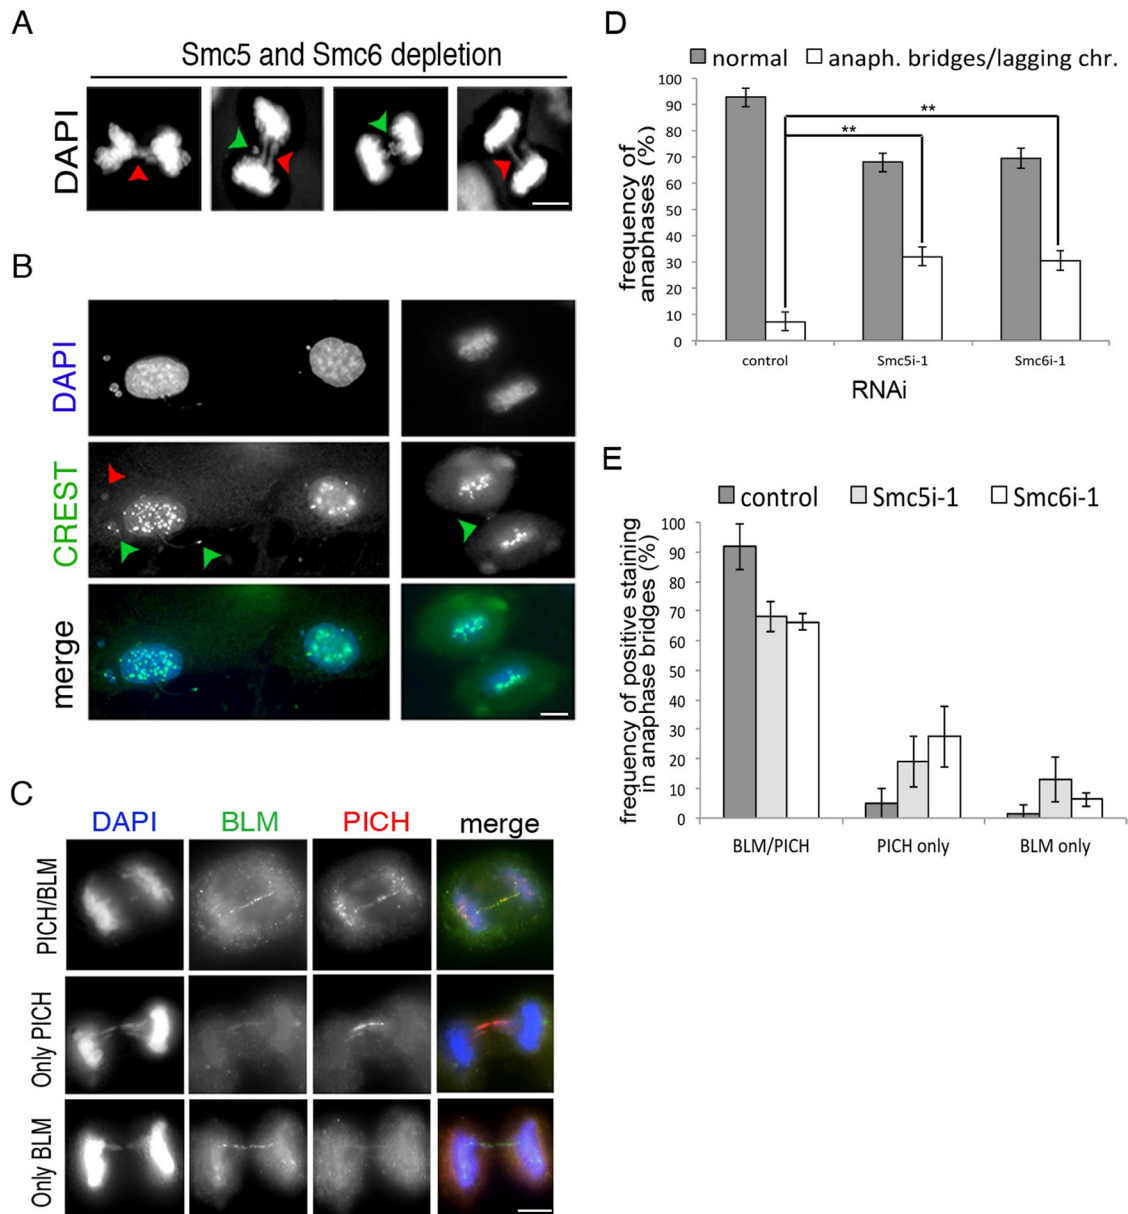 A
Smc5 and Smc6 depletion
DAPI
B
DAPI
CREST
merge
C
DAPI BLM PICH merge
PICH/BLM
Only PICH
Only BLM
D
normal anaph. bridges/lagging chr.
frequency of
anaphases (%)
100
90
80
70
60
50
40
30
20
10
0
**
**
control Smc5i-1 Smc6i-1
RNAi
E
control Smc5i-1 Smc6i-1
frequency of positive staining
in anaphase bridges (%)
100
90
80
70
60
50
40
30
20
10
0
BLM/PICH PICH only BLM only